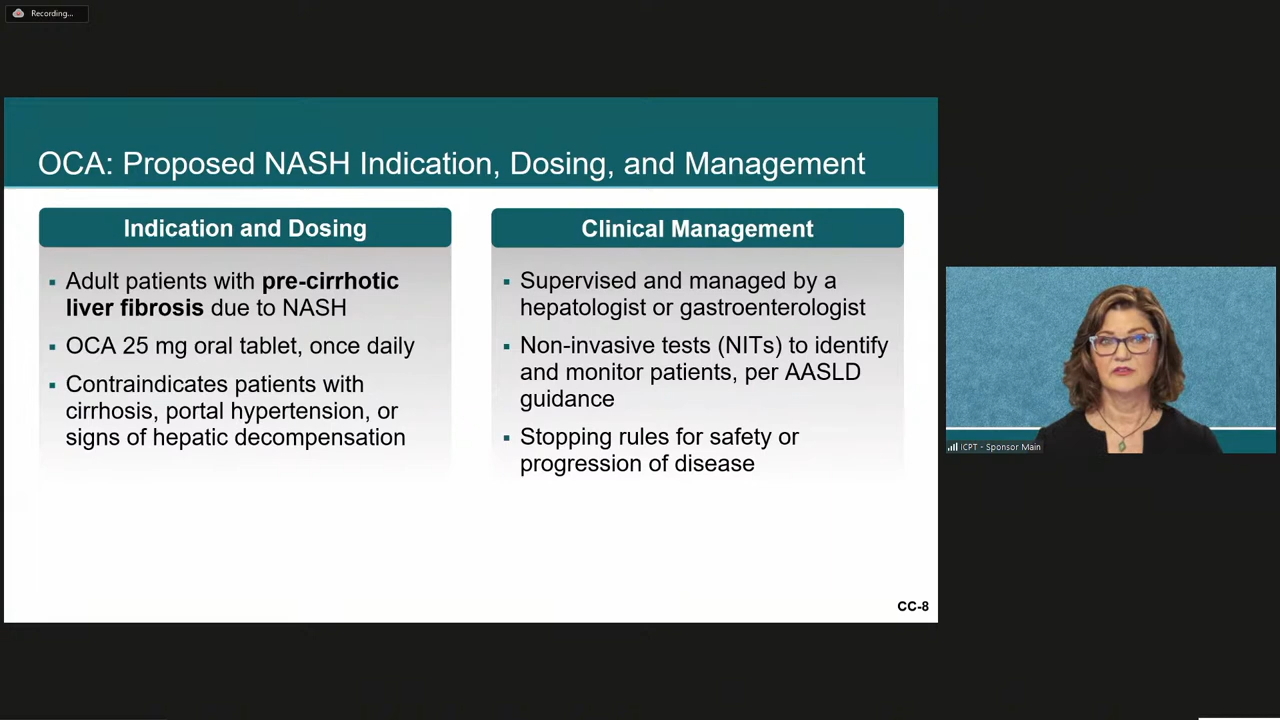 Recording...
OCA: Proposed NASH Indication, Dosing, and Management
Indication and Dosing
▪ Adult patients with pre-cirrhotic
liver fibrosis due to NASH
▪ OCA 25 mg oral tablet, once daily
▪ Contraindicates patients with
cirrhosis, portal hypertension, or
signs of hepatic decompensation
Clinical Management
▪ Supervised and managed by a
hepatologist or gastroenterologist
▪ Non-invasive tests (NITs) to identify
and monitor patients, per AASLD
guidance
▪ Stopping rules for safety or
progression of disease
CC-8
ICPT - Sponsor Main